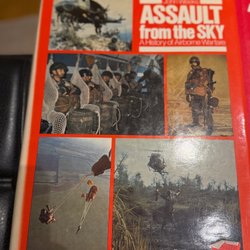 John Weeks
ASSAULT
from the SKY
A History of Airborne Warfare